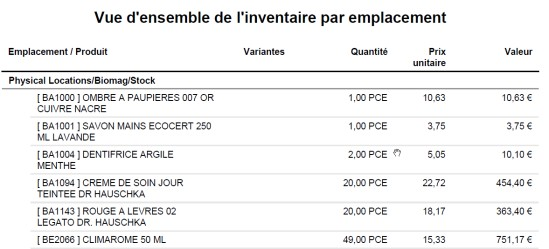 Vue d'ensemble de l'inventaire par emplacement
Emplacement / Produit Variantes Quantité Prix unitaire Valeur
Physical Locations/Biomag/Stock
[ BA1000 ] OMBRE A PAUPIERES 007 OR 1,00 PCE 10,63 10,63 €
CUIVRE NACRE
[ BA1001 ] SAVON MAINS ECOCERT 250 1,00 PCE 3,75 3,75 €
ML LAVANDE
[ BA1004 ] DENTIFRICE ARGILE 2,00 PCE 5,05 10,10 €
MENTHE
[ BA1094 ] CREME DE SOIN JOUR 20,00 PCE 22,72 454,40 €
TEINTEE DR HAUSCHKA
[ BA1143 ] ROUGE A LEVRES 02 20,00 PCE 18,17 363,40 €
LEGATO DR. HAUSCHKA
[ BE2066 ] CLIMAROME 50 ML 49,00 PCE 15,33 751,17 €